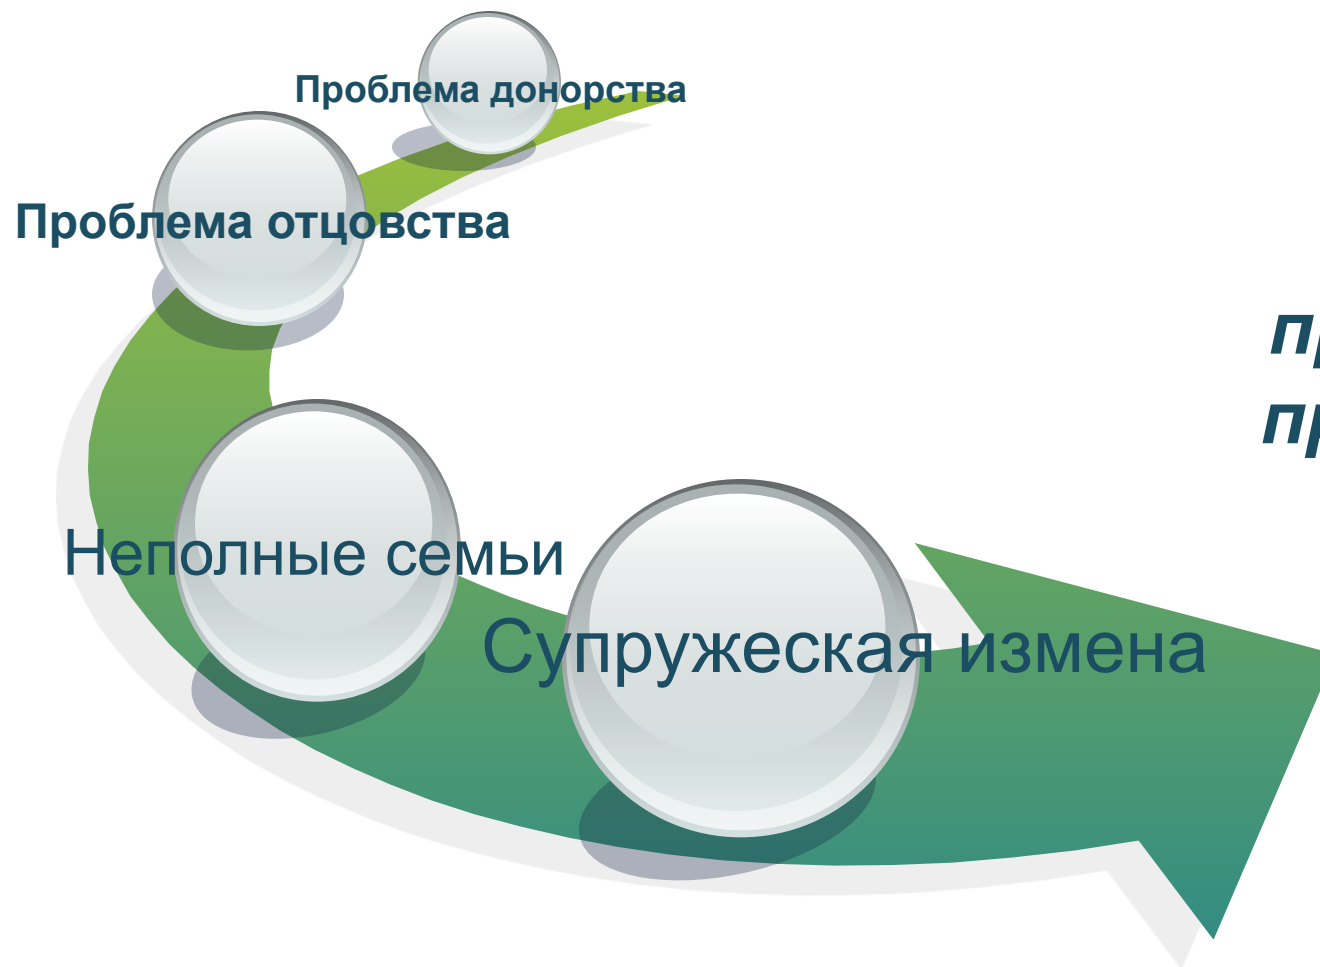 Проблема донорства
Проблема отцовства
Неполные семьи
Супружеская измена